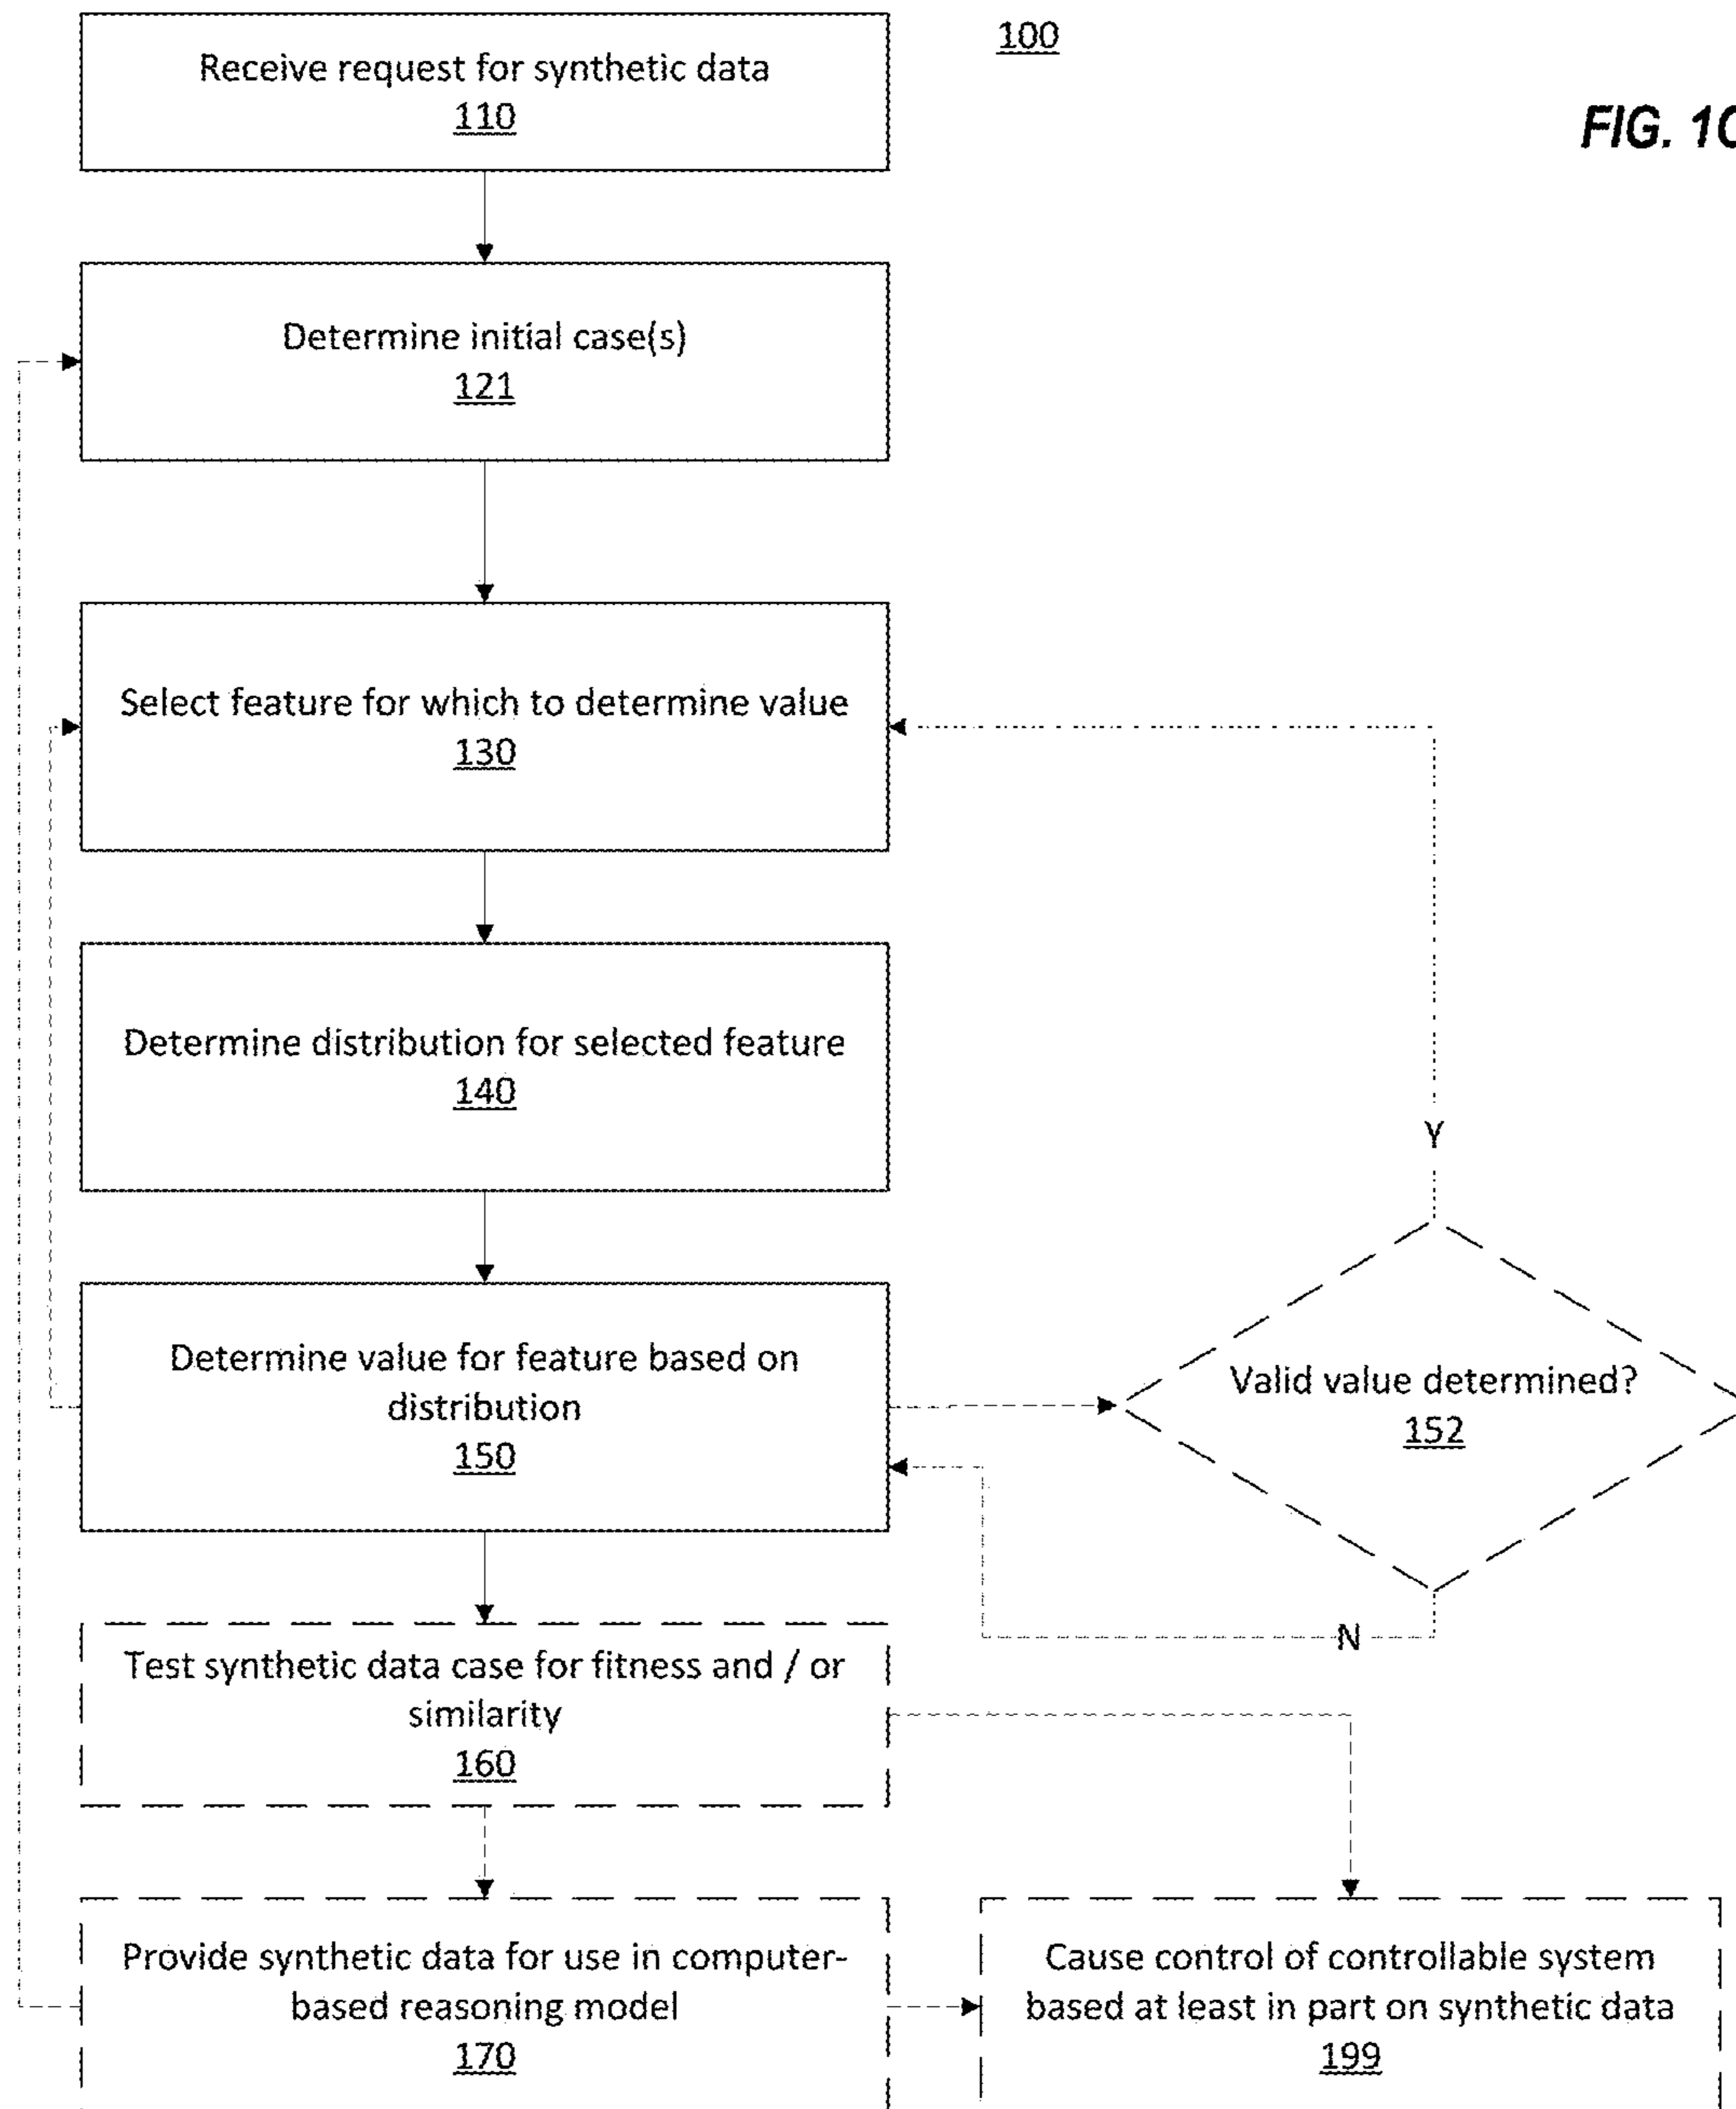 100
FIG. 1C
Receive request for synthetic data
110
Determine initial case(s)
121
Select feature for which to determine value
130
Determine distribution for selected feature
140
Y
Determine value for feature based on
distribution
150
Valid value determined?
152
N
Test synthetic data case for fitness and / or
similarity
160
Provide synthetic data for use in computer-
based reasoning model
170
Cause control of controllable system
based at least in part on synthetic data
199